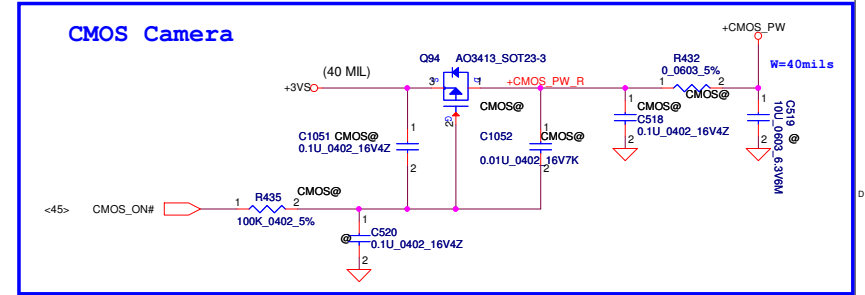 CMOS Camera
+CMOS_PW
Q94 AO3413_SOT23-3
R432
0_0603_5%
W=40mils
(40 MIL)
+3VS
3
S
D
1
+CMOS_PW_R
1
2
CMOS@
CMOS@
G
2
C1051 CMOS@
0.1U_0402_16V4Z
1
2
C1052
CMOS@
0.01U_0402_16V7K
1
2
1
C518
0.1U_0402_16V4Z
2
1
2
C519
10U_0603_6.3V6M
@
<45> CMOS_ON#
1
R435
2
CMOS@
100K_0402_5%
1
@
C520
0.1U_0402_16V4Z
2
D